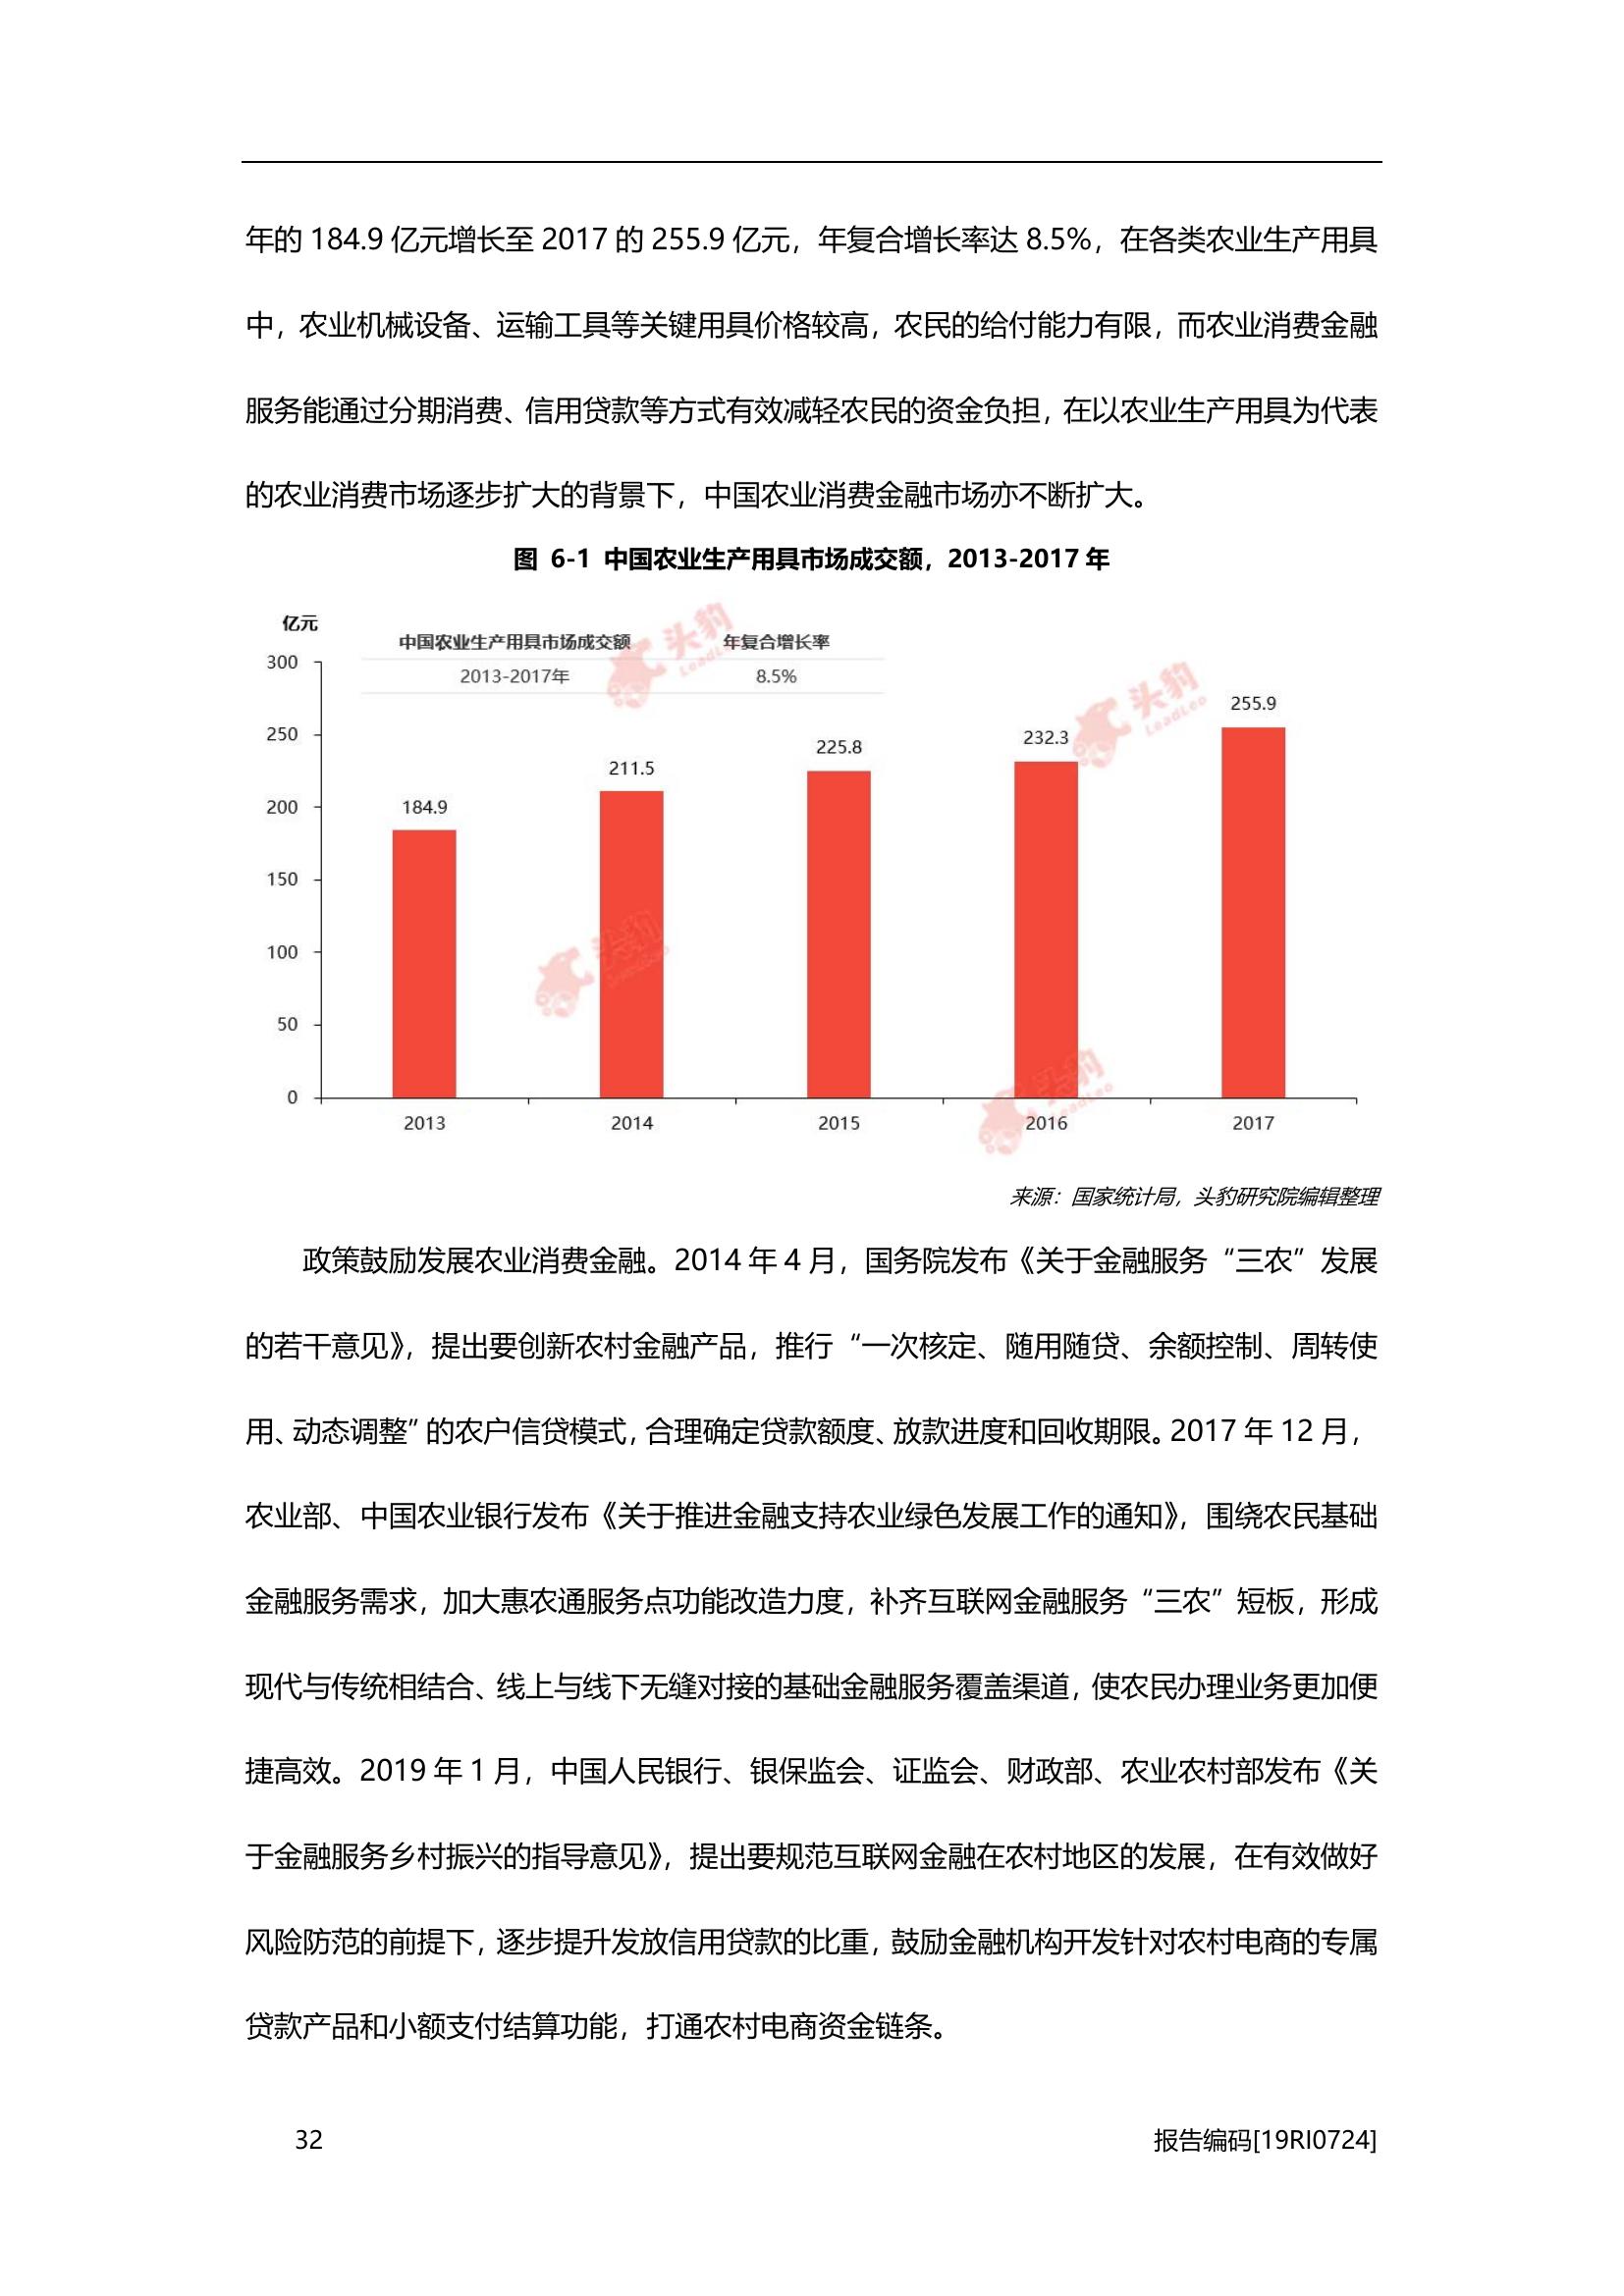 年的 184.9 亿元增长至 2017 的 255.9 亿元，年复合增长率达 8.5%，在各类农业生产用具
中，农业机械设备、运输工具等关键用具价格较高，农民的给付能力有限，而农业消费金融
服务能通过分期消费、信用贷款等方式有效减轻农民的资金负担，在以农业生产用具为代表
的农业消费市场逐步扩大的背景下，中国农业消费金融市场亦不断扩大。
图 6-1 中国农业生产用具市场成交额，2013-2017 年
亿元
中国农业生产用具市场成交额 年复合增长率
2013-2017年 8.5%
300
250
200
150
100
50
0
184.9
211.5
225.8
232.3
255.9
2013 2014 2015 2016 2017
头豹
LeadLeo
头豹
LeadLeo
头豹
LeadLeo
头豹
LeadLeo
来源：国家统计局，头豹研究院编辑整理
政策鼓励发展农业消费金融。2014 年 4 月，国务院发布《关于金融服务“三农”发展
的若干意见》，提出要创新农村金融产品，推行“一次核定、随用随贷、余额控制、周转使
用、动态调整”的农户信贷模式，合理确定贷款额度、放款进度和回收期限。2017 年 12 月，
农业部、中国农业银行发布《关于推进金融支持农业绿色发展工作的通知》，围绕农民基础
金融服务需求，加大惠农通服务点功能改造力度，补齐互联网金融服务“三农”短板，形成
现代与传统相结合、线上与线下无缝对接的基础金融服务覆盖渠道，使农民办理业务更加便
捷高效。2019 年 1 月，中国人民银行、银保监会、证监会、财政部、农业农村部发布《关
于金融服务乡村振兴的指导意见》，提出要规范互联网金融在农村地区的发展，在有效做好
风险防范的前提下，逐步提升发放信用贷款的比重，鼓励金融机构开发针对农村电商的专属
贷款产品和小额支付结算功能，打通农村电商资金链条。
32 报告编码[19RI0724]